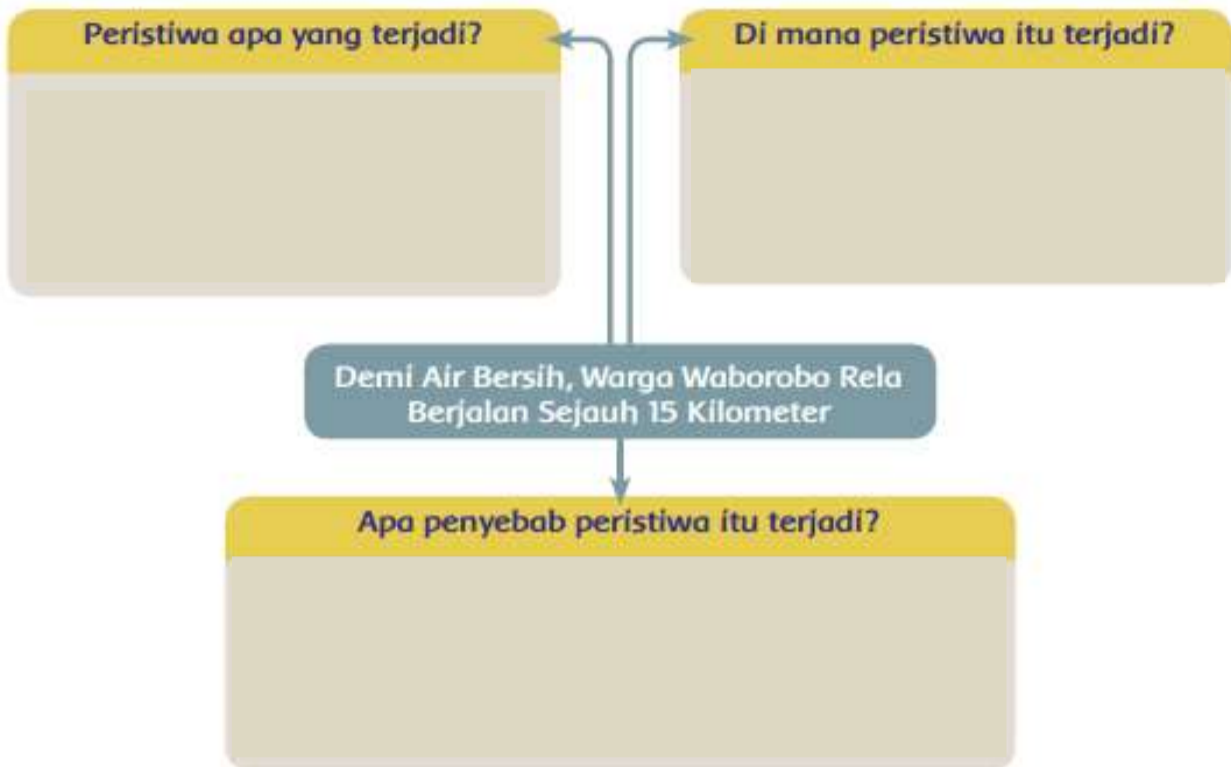 Peristiwa apa yang terjadi?
Di mana peristiwa itu terjadi?
Demi Air Bersih, Warga Waborobo Rela
Berjalan Sejauh 15 Kilometer
Apa penyebab peristiwa itu terjadi?